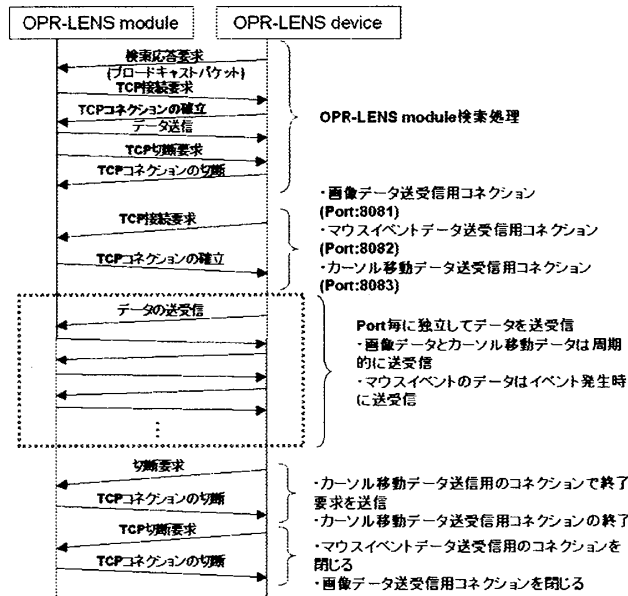 OPR-LENS module
OPR-LENS device
検索応答要求
(ブロードキャストパケット)
TCP接続要求
TCPコネクションの確立
データ送信
TCP切断要求
TCPコネクションの切断
OPR-LENS module検索処理
TCP接続要求
TCPコネクションの確立
・画像データ送受信用コネクション
(Port:8081)
・マウスイベントデータ送受信用コネクション
(Port:8082)
・カーソル移動データ送受信用コネクション
(Port:8083)
データの送受信
Port毎に独立してデータを送受信
・画像データとカーソル移動データは周期
的に送受信
・マウスイベントのデータはイベント発生時
に送受信
切断要求
TCPコネクションの切断
・カーソル移動データ送信用のコネクションで終了
要求を送信
・カーソル移動データ送受信用コネクションの終了
TCP切断要求
TCPコネクションの切断
・マウスイベントデータ送受信用のコネクションを
閉じる
・画像データ送受信用コネクションを閉じる